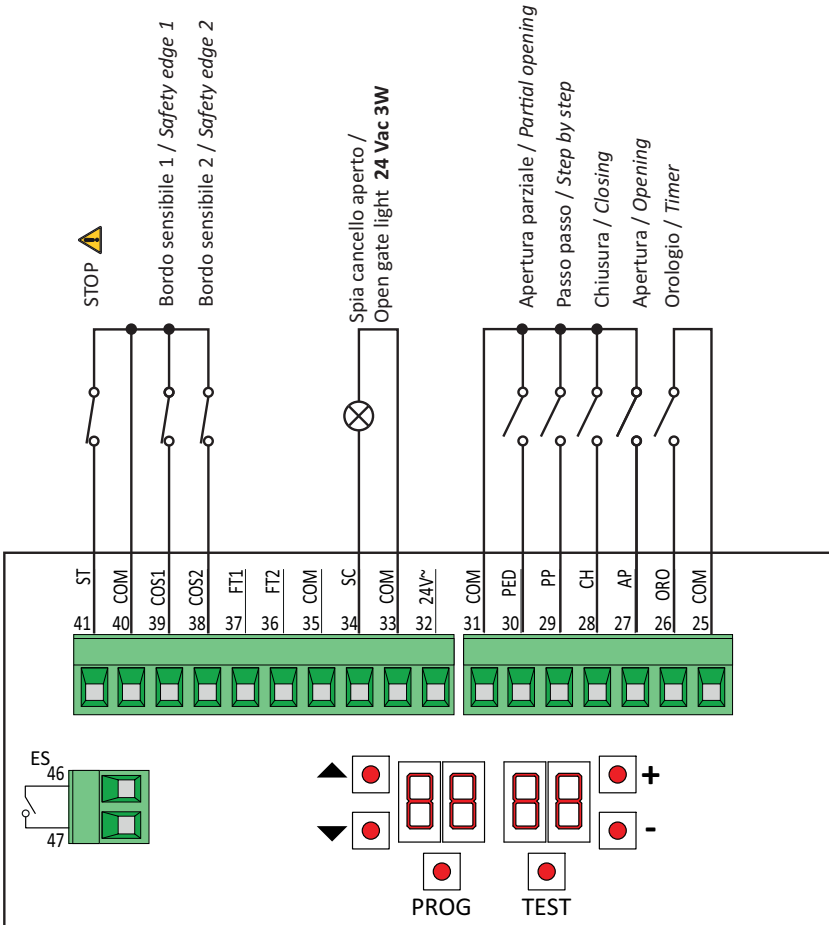 STOP
Bordo sensibile 1 / Safety edge 1
Bordo sensibile 2 / Safety edge 2
Spia cancello aperto /
Open gate light 24 Vac 3W
Apertura parziale / Partial opening
Passo passo / Step by step
Chiusura / Closing
Apertura / Opening
Orologio / Timer
ST
COM
COS1
COS2
FT1
FT2
COM
SC
COM
24V~
COM
PED
PP
CH
AP
ORO
COM
41 40 39 38 37 36 35 34 33 32 31 30 29 28 27 26 25
ES
46
47
88 88
+
-
PROG TEST